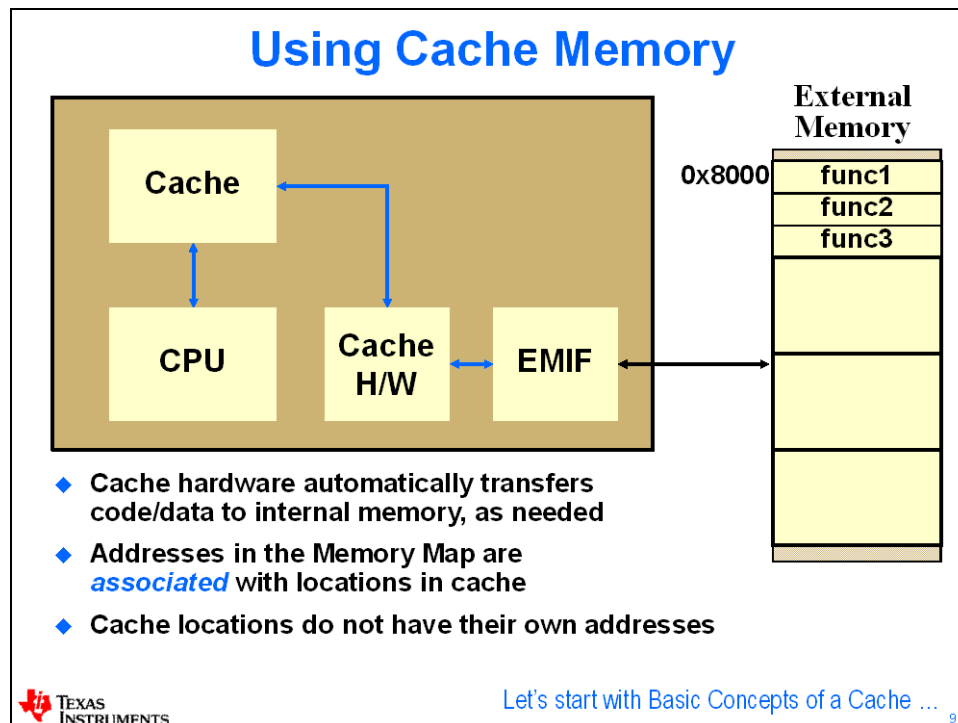 Using Cache Memory
External
Memory
Cache
0x8000
func1
func2
func3
CPU
Cache
H/W
EMIF
Cache hardware automatically transfers
code/data to internal memory, as needed
Addresses in the Memory Map are
associated with locations in cache
Cache locations do not have their own addresses
TEXAS
INSTRUMENTS
Let's start with Basic Concepts of a Cache ...
9